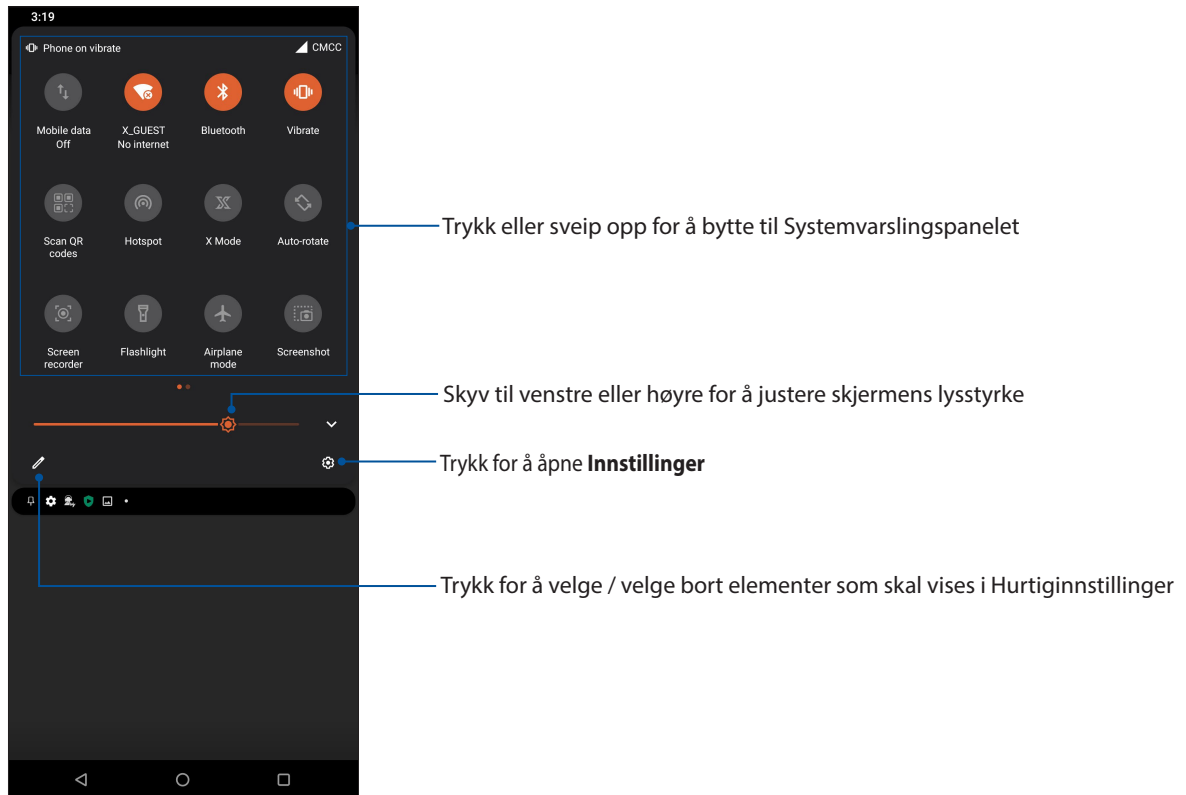 3:19
Phone on vibrate
CMCC
Mobile data
Off
X_GUEST
No internet
Bluetooth
Vibrate
Scan QR
codes
Hotspot
X Mode
Auto-rotate
Trykk eller sveip opp for å bytte til Systemvarslingspanelet
Screen
recorder
Flashlight
Airplane
mode
Screenshot
Skyv til venstre eller høyre for å justere skjermens lysstyrke
Trykk for å åpne Innstillinger
Trykk for å velge / velge bort elementer som skal vises i Hurtiginnstillinger